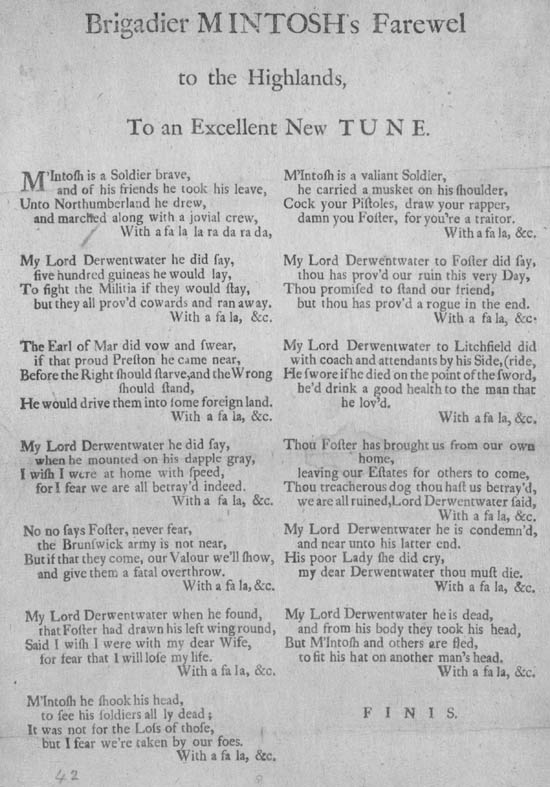 Brigadier MINTOSH's Farewel
to the Highlands,
To an Excellent New TUNE.
M'Intosh is a Soldier brave,
and of his friends he took his leave,
Unto Northumberland he drew,
and marched along with a jovial crew,
With a fa la la ra da ra da,
My Lord Derwentwater he did say,
five hundred guineas he would lay,
To fight the Militia if they would stay,
but they all prov'd cowards and ran away.
With a fa la, &c.
The Earl of Mar did vow and swear,
if that proud Preston he came near,
Before the Right should starve, and the Wrong
should stand,
He would drive them into some foreign land.
With a fa la, &c.
My Lord Derwentwater he did say,
when he mounted on his dapple gray,
I wish I were at home with speed,
for I fear we are all betray'd indeed.
With a fa la, &c.
No no says Foster, never fear,
the Brunswick army is not near,
But if that they come, our Valour we'll show,
and give them a fatal overthrow.
With a fa la, &c.
My Lord Derwentwater when he found,
that Foster had drawn his left wing round,
Said I wish I were with my dear Wife,
for fear that I will lose my life.
With a fa la, &c.
M'Intosh he shook his head,
to see his soldiers all ly dead;
It was not for the Loss of those,
but I fear we're taken by our foes.
With a fa la, &c.
M'Intosh is a valiant Soldier,
he carried a musket on his shoulder,
Cock your Pistoles, draw your rapper,
damn you Foster, for you're a traitor.
With a fa la, &c.
My Lord Derwentwater to Foster did say,
thou has prov'd our ruin this very Day,
Thou promised to stand our friend,
but thou has prov'd a rogue in the end.
With a fa la, &c.
My Lord Derwentwater to Litchfield did
with coach and attendants by his Side, (ride,
He swore if he died on the point of the sword,
he'd drink a good health to the man that
he lov'd.
With a fa la, &c.
Thou Foster has brought us from our own
home,
leaving our Estates for others to come,
Thou treacherous dog thou hast us betray'd,
we are all ruined, Lord Derwentwater said,
With a fa la, &c.
My Lord Derwentwater he is condemn'd,
and near unto his latter end.
His poor Lady she did cry,
my dear Derwentwater thou must die.
With a fa la, &c.
My Lord Derwentwater he is dead,
and from his body they took his head,
But M'Intosh and others are fled,
to fit his hat on another man's head.
With a fa la, &c.
FINIS.
42